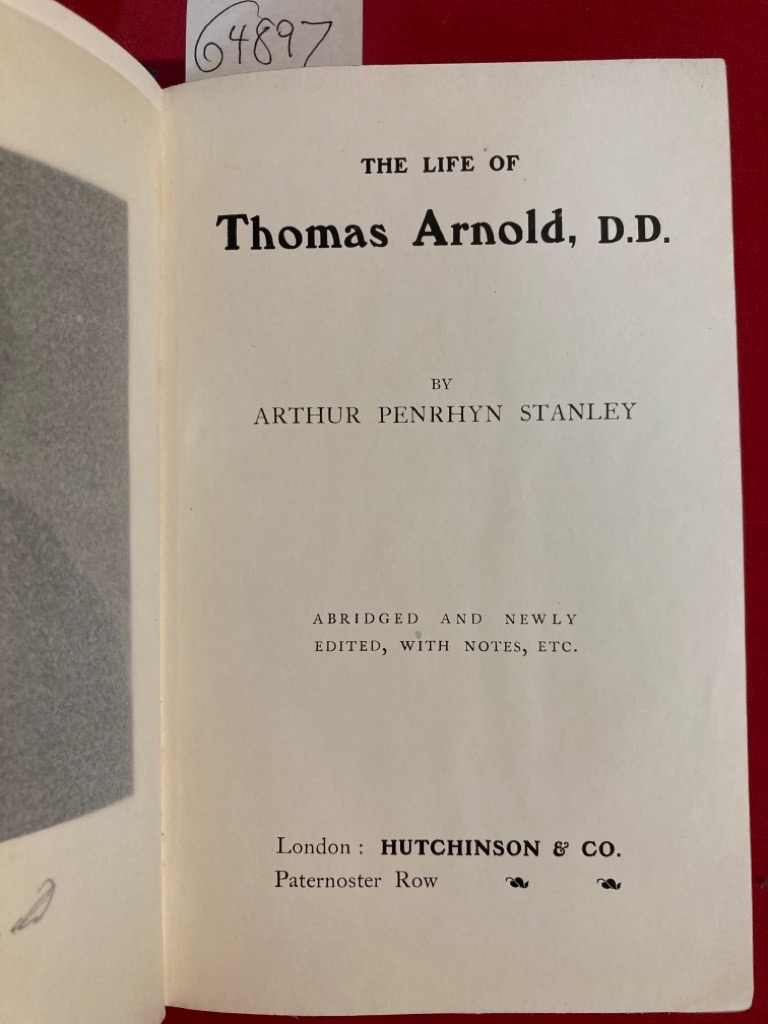 64897
THE LIFE OF
Thomas Arnold, D.D.
BY
ARTHUR PENRHYN STANLEY
ABRIDGED AND NEWLY
EDITED, WITH NOTES, ETC.
London: HUTCHINSON & CO.
Paternoster Row